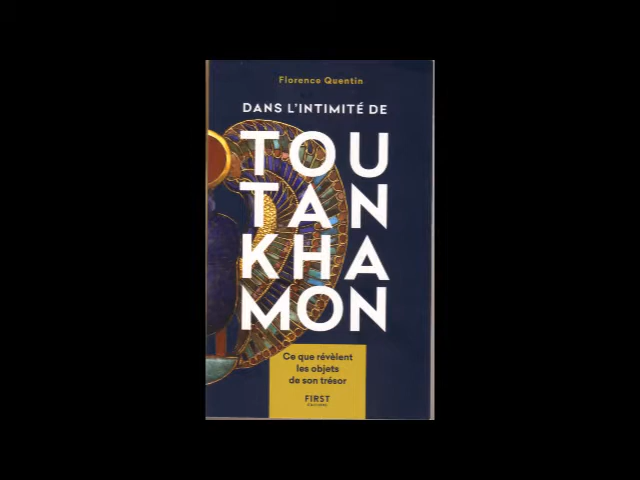 Florence Quentin
DANS L'INTIMITÉ DE
TOU
TAN
KHA
MON
Ce que révèlent
les objets
de son trésor
FIRST